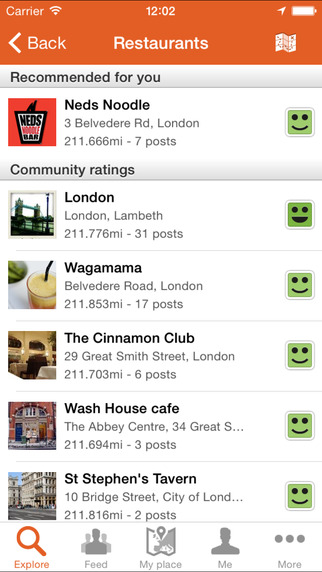 Carrier 12:02
Back Restaurants
Recommended for you
NEDS
NOODLE
BAR
Neds Noodle
3 Belvedere Rd, London
211.666mi - 7 posts
Community ratings
London
London, Lambeth
211.776mi - 31 posts
Wagamama
Belvedere Road, London
211.853mi - 17 posts
The Cinnamon Club
29 Great Smith Street, London
211.703mi - 6 posts
Wash House cafe
The Abbey Centre, 34 Great S...
211.694mi - 3 posts
St Stephen's Tavern
10 Bridge Street, City of Lond...
211.816mi - 2 posts
Explore Feed My place Me More